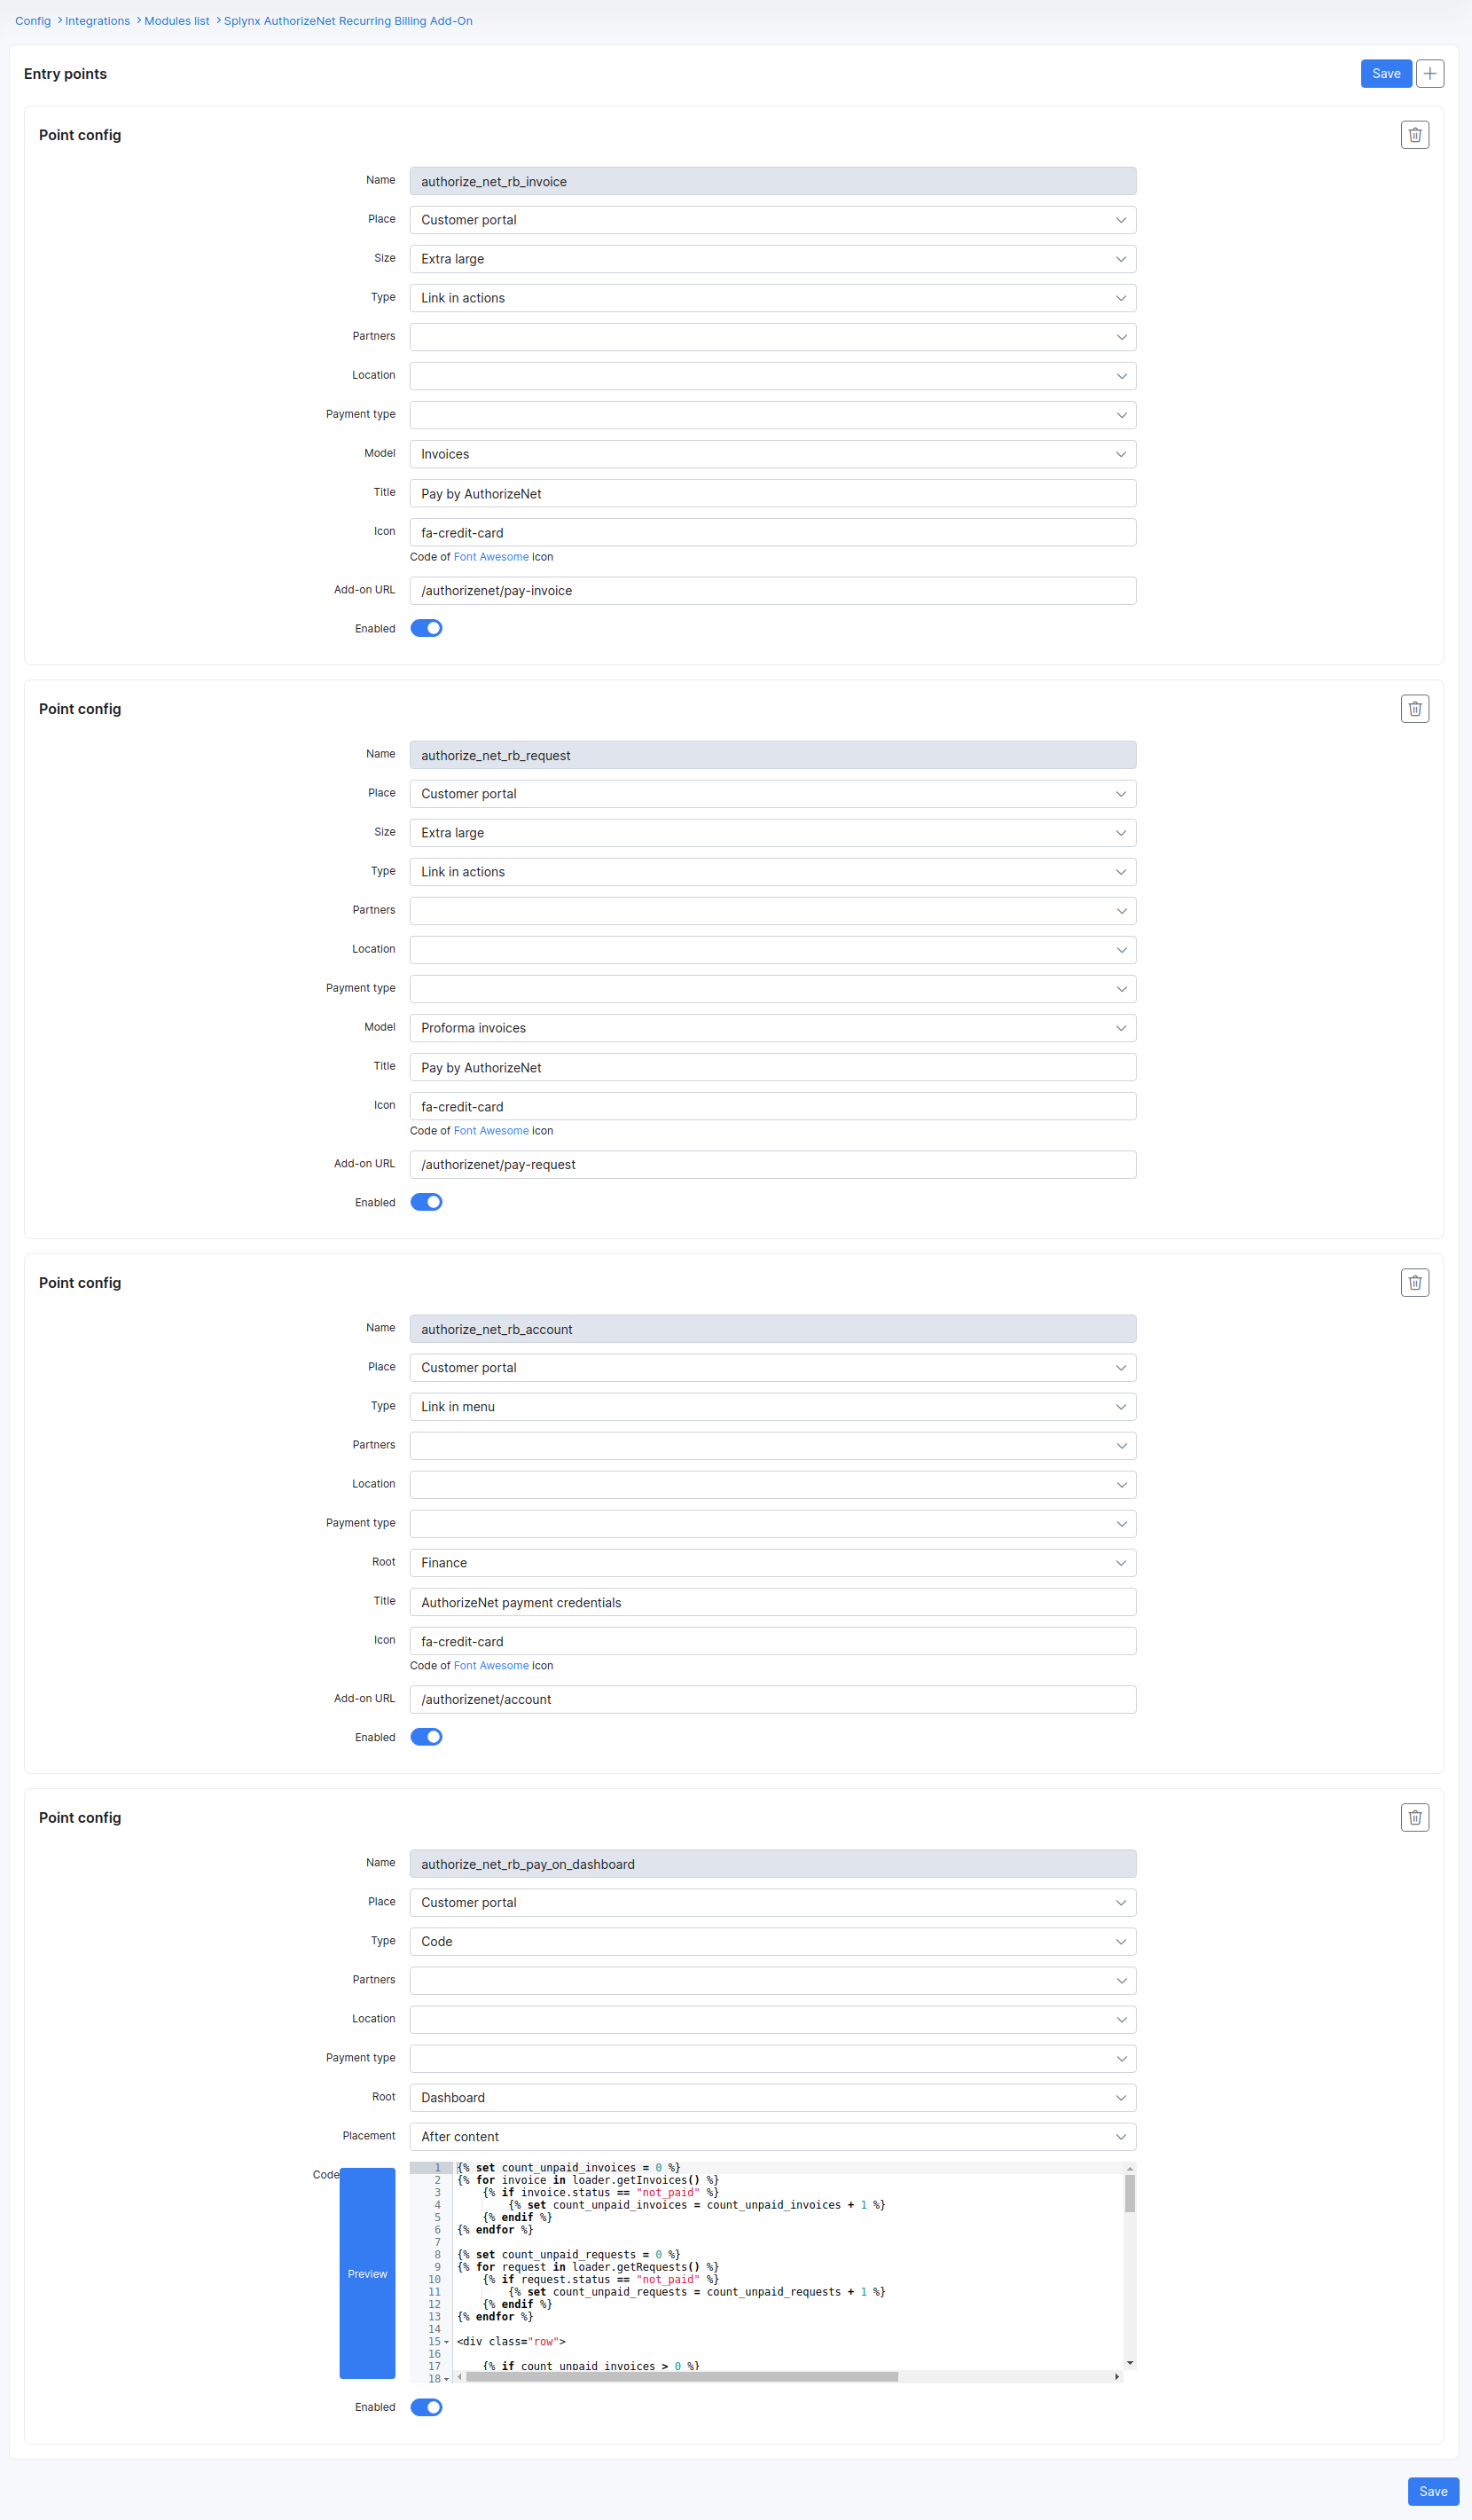 Config > Integrations > Modules list > Splynx AuthorizeNet Recurring Billing Add-On
Entry points
Save
Point config
Name authorize_net_rb_invoice
Place Customer portal
Size Extra large
Type Link in actions
Partners
Location
Payment type
Model Invoices
Title Pay by AuthorizeNet
Icon fa-credit-card
Code of Font Awesome icon
Add-on URL /authorizenet/pay-invoice
Enabled
Point config
Name authorize_net_rb_request
Place Customer portal
Size Extra large
Type Link in actions
Partners
Location
Payment type
Model Proforma invoices
Title Pay by AuthorizeNet
Icon fa-credit-card
Code of Font Awesome icon
Add-on URL /authorizenet/pay-request
Enabled
Point config
Name authorize_net_rb_account
Place Customer portal
Type Link in menu
Partners
Location
Payment type
Root Finance
Title AuthorizeNet payment credentials
Icon fa-credit-card
Code of Font Awesome icon
Add-on URL /authorizenet/account
Enabled
Point config
Name authorize_net_rb_pay_on_dashboard
Place Customer portal
Type Code
Partners
Location
Payment type
Root Dashboard
Placement After content
Code
Preview
1 {% set count_unpaid_invoices = 0 %}
2 {% for invoice in loader.getInvoices() %}
3 {% if invoice.status == "not_paid" %}
4 {% set count_unpaid_invoices = count_unpaid_invoices + 1 %}
5 {% endif %}
6 {% endfor %}
7
8 {% set count_unpaid_requests = 0 %}
9 {% for request in loader.getRequests() %}
10 {% if request.status == "not_paid" %}
11 {% set count_unpaid_requests = count_unpaid_requests + 1 %}
12 {% endif %}
13 {% endfor %}
14
15 <div class="row">
16
17 {% if count_unpaid_invoices > 0 %}
18
Enabled
Save